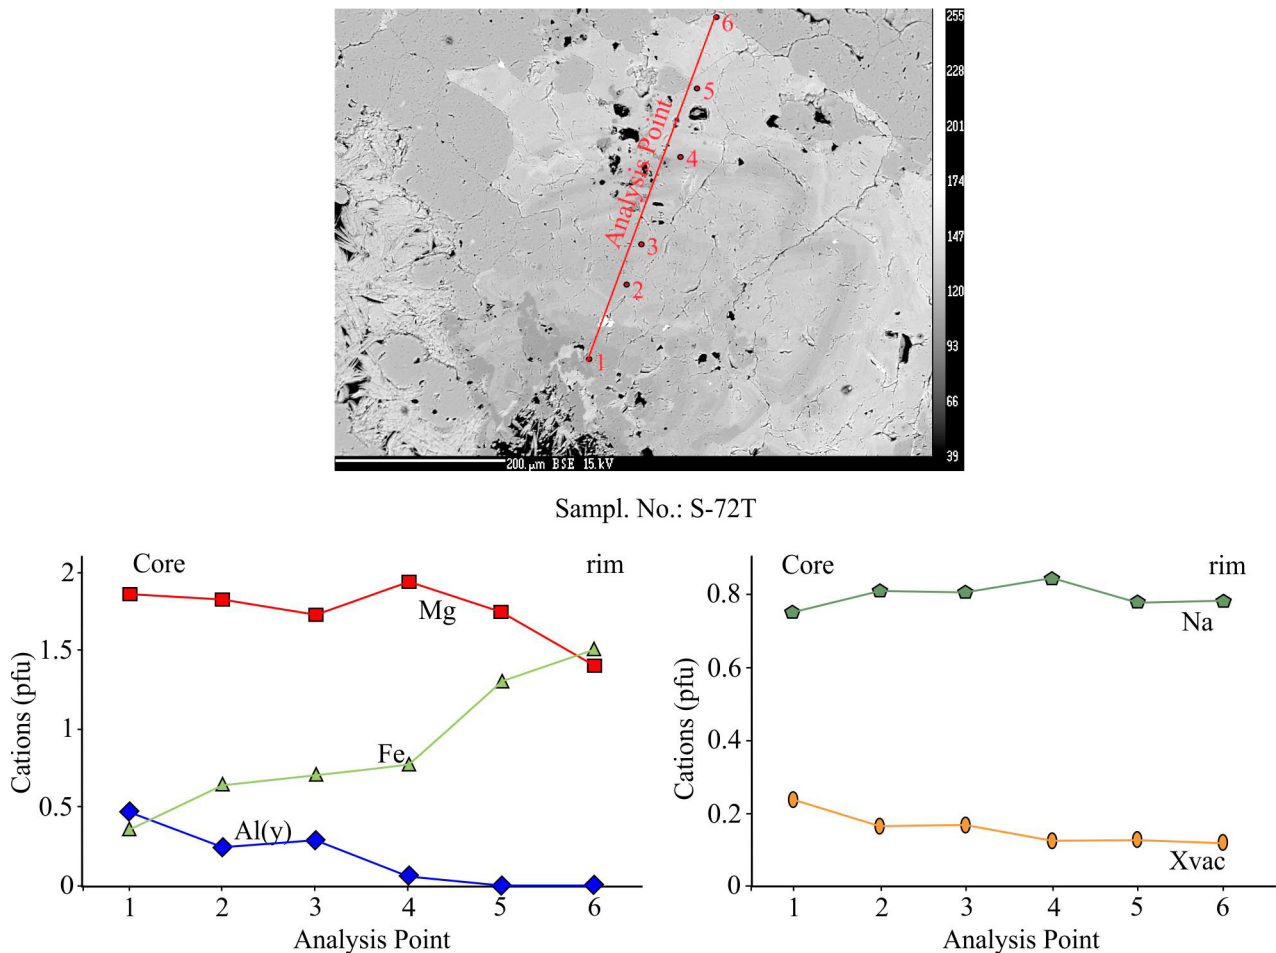 255
228
201
174
147
120
93
66
39
6
5
4
3
2
1
Analysis Point
200. µm BSE 15. kV
Sampl. No.: S-72T
Core
rim
2
1.5
1
0.5
0
Cations (pfu)
Mg
Fe
Al(y)
1 2 3 4 5 6
Analysis Point
Core
rim
0.8
0.6
0.4
0.2
0
Cations (pfu)
Na
Xvac
1 2 3 4 5 6
Analysis Point